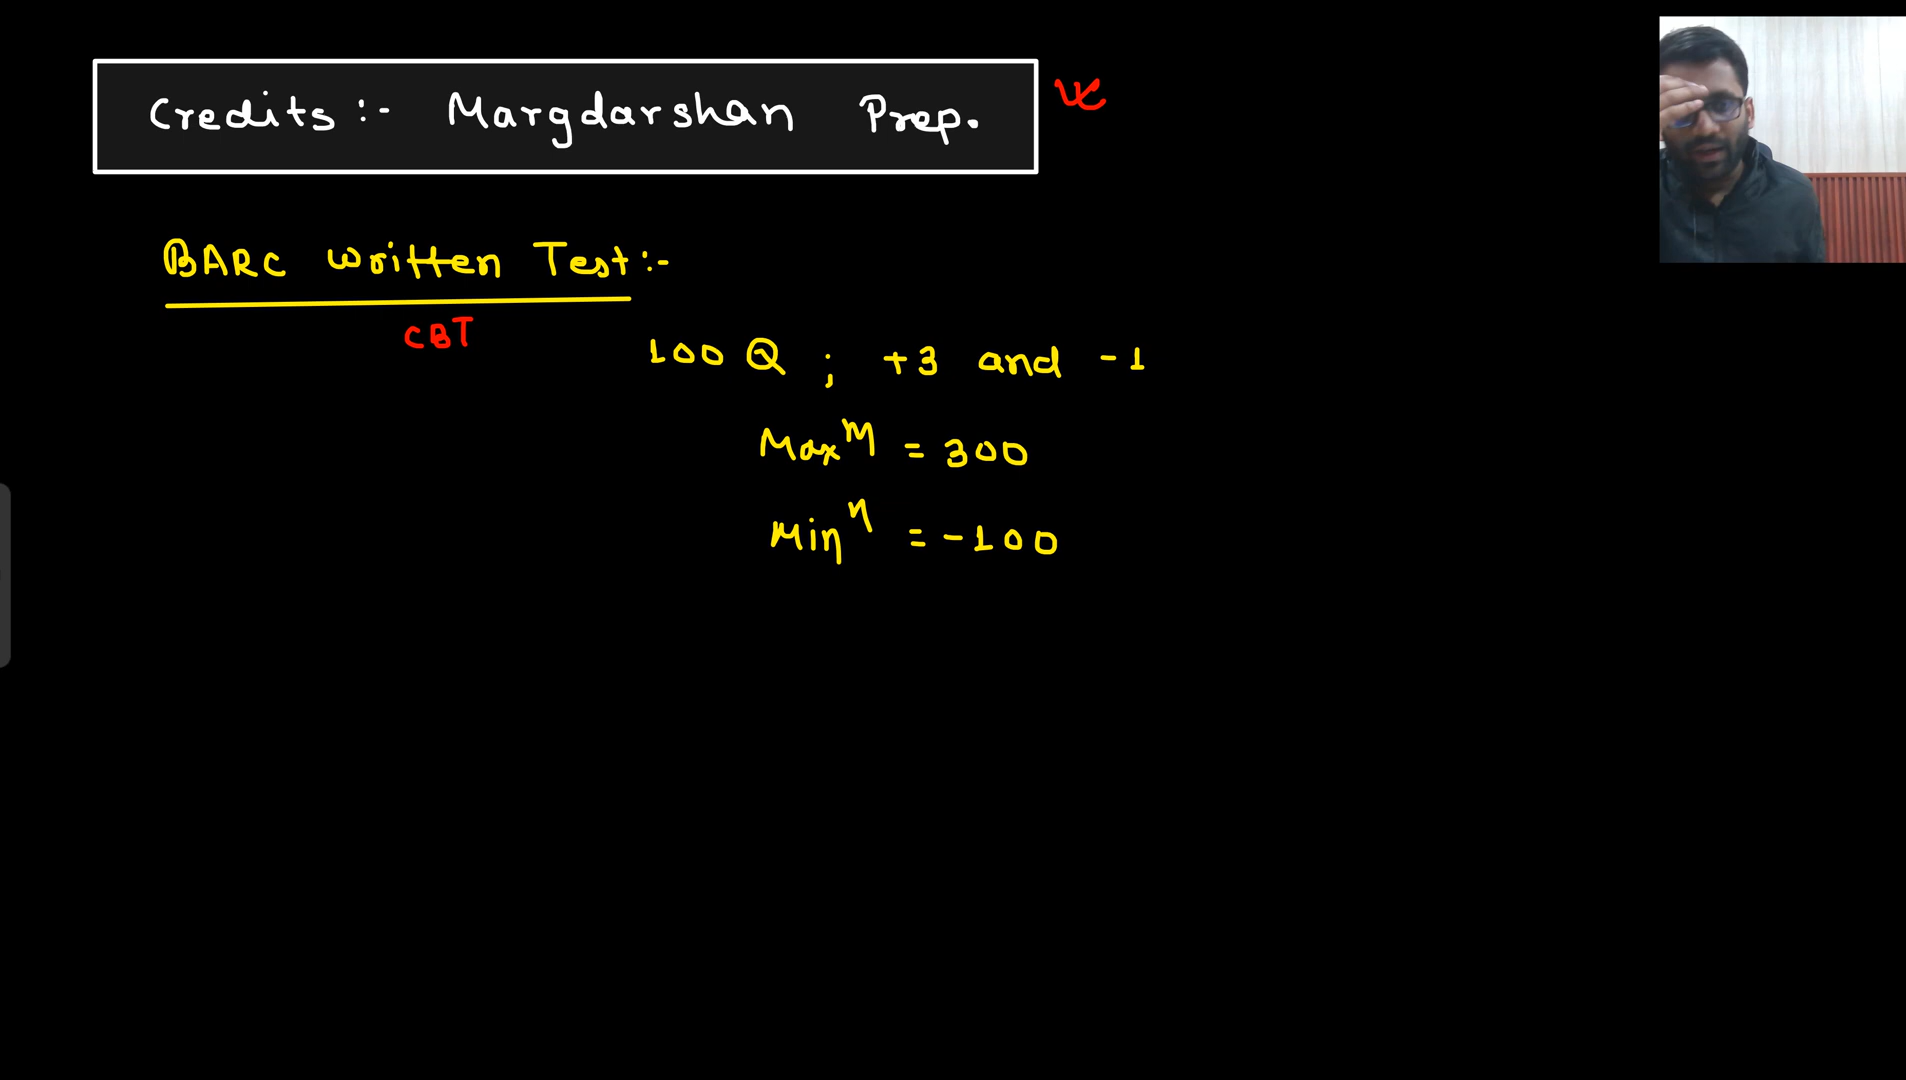 Credits :- Margdarshan Prep.
BARC Written Test :-
CBT
100 Q ; +3 and -1
Max^m = 300
Min^m = -100